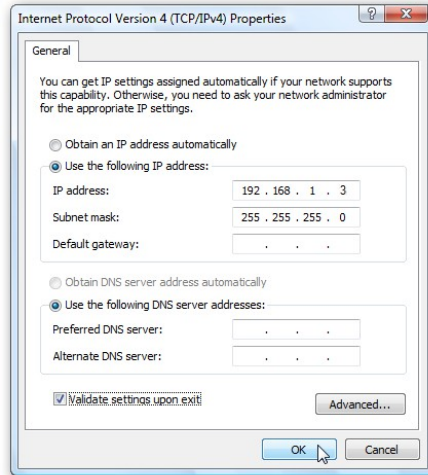 Internet Protocol Version 4 (TCP/IPv4) Properties
General
You can get IP settings assigned automatically if your network supports
this capability. Otherwise, you need to ask your network administrator
for the appropriate IP settings.
Obtain an IP address automatically
Use the following IP address:
IP address: 192 . 168 . 1 . 3
Subnet mask: 255 . 255 . 255 . 0
Default gateway: . . .
Obtain DNS server address automatically
Use the following DNS server addresses:
Preferred DNS server: . . .
Alternate DNS server: . . .
Validate settings upon exit
Advanced...
OK Cancel